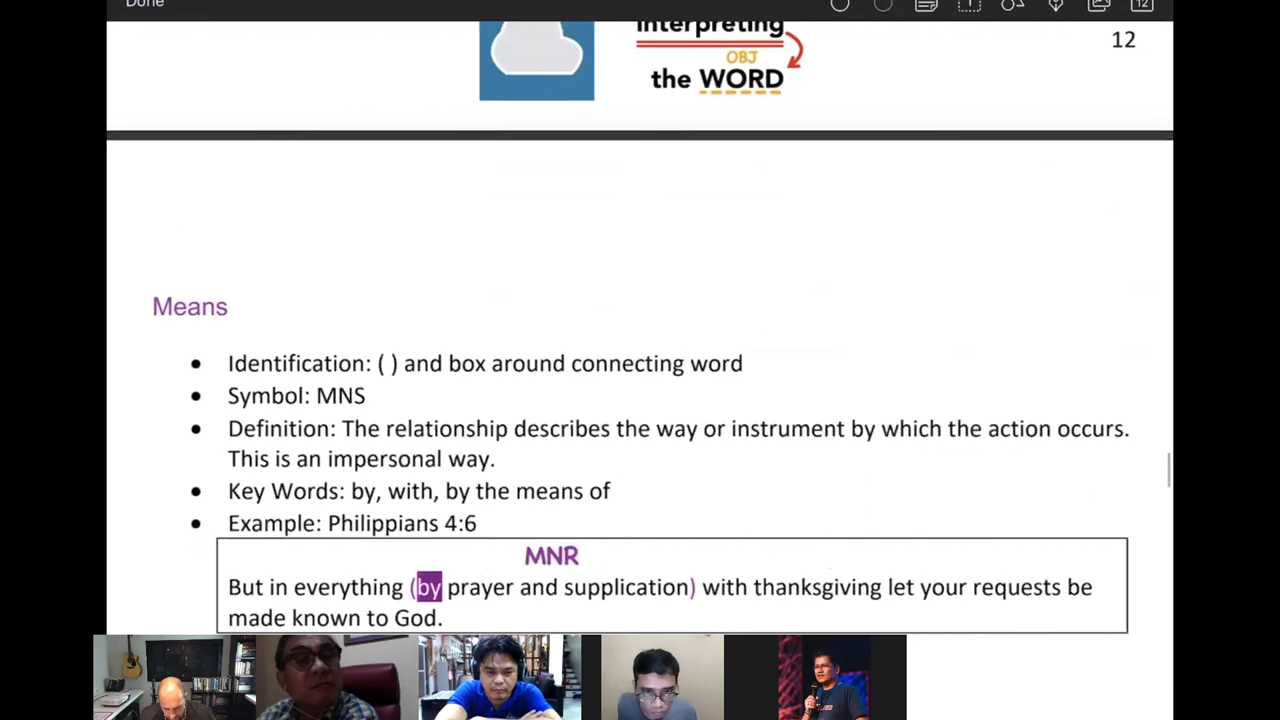 Done
12
Interpreting
12
OBJ
the WORD
Means
• Identification: ( ) and box around connecting word
• Symbol: MNS
• Definition: The relationship describes the way or instrument by which the action occurs.
This is an impersonal way.
• Key Words: by, with, by the means of
• Example: Philippians 4:6
MNR
But in everything (by prayer and supplication) with thanksgiving let your requests be
made known to God.